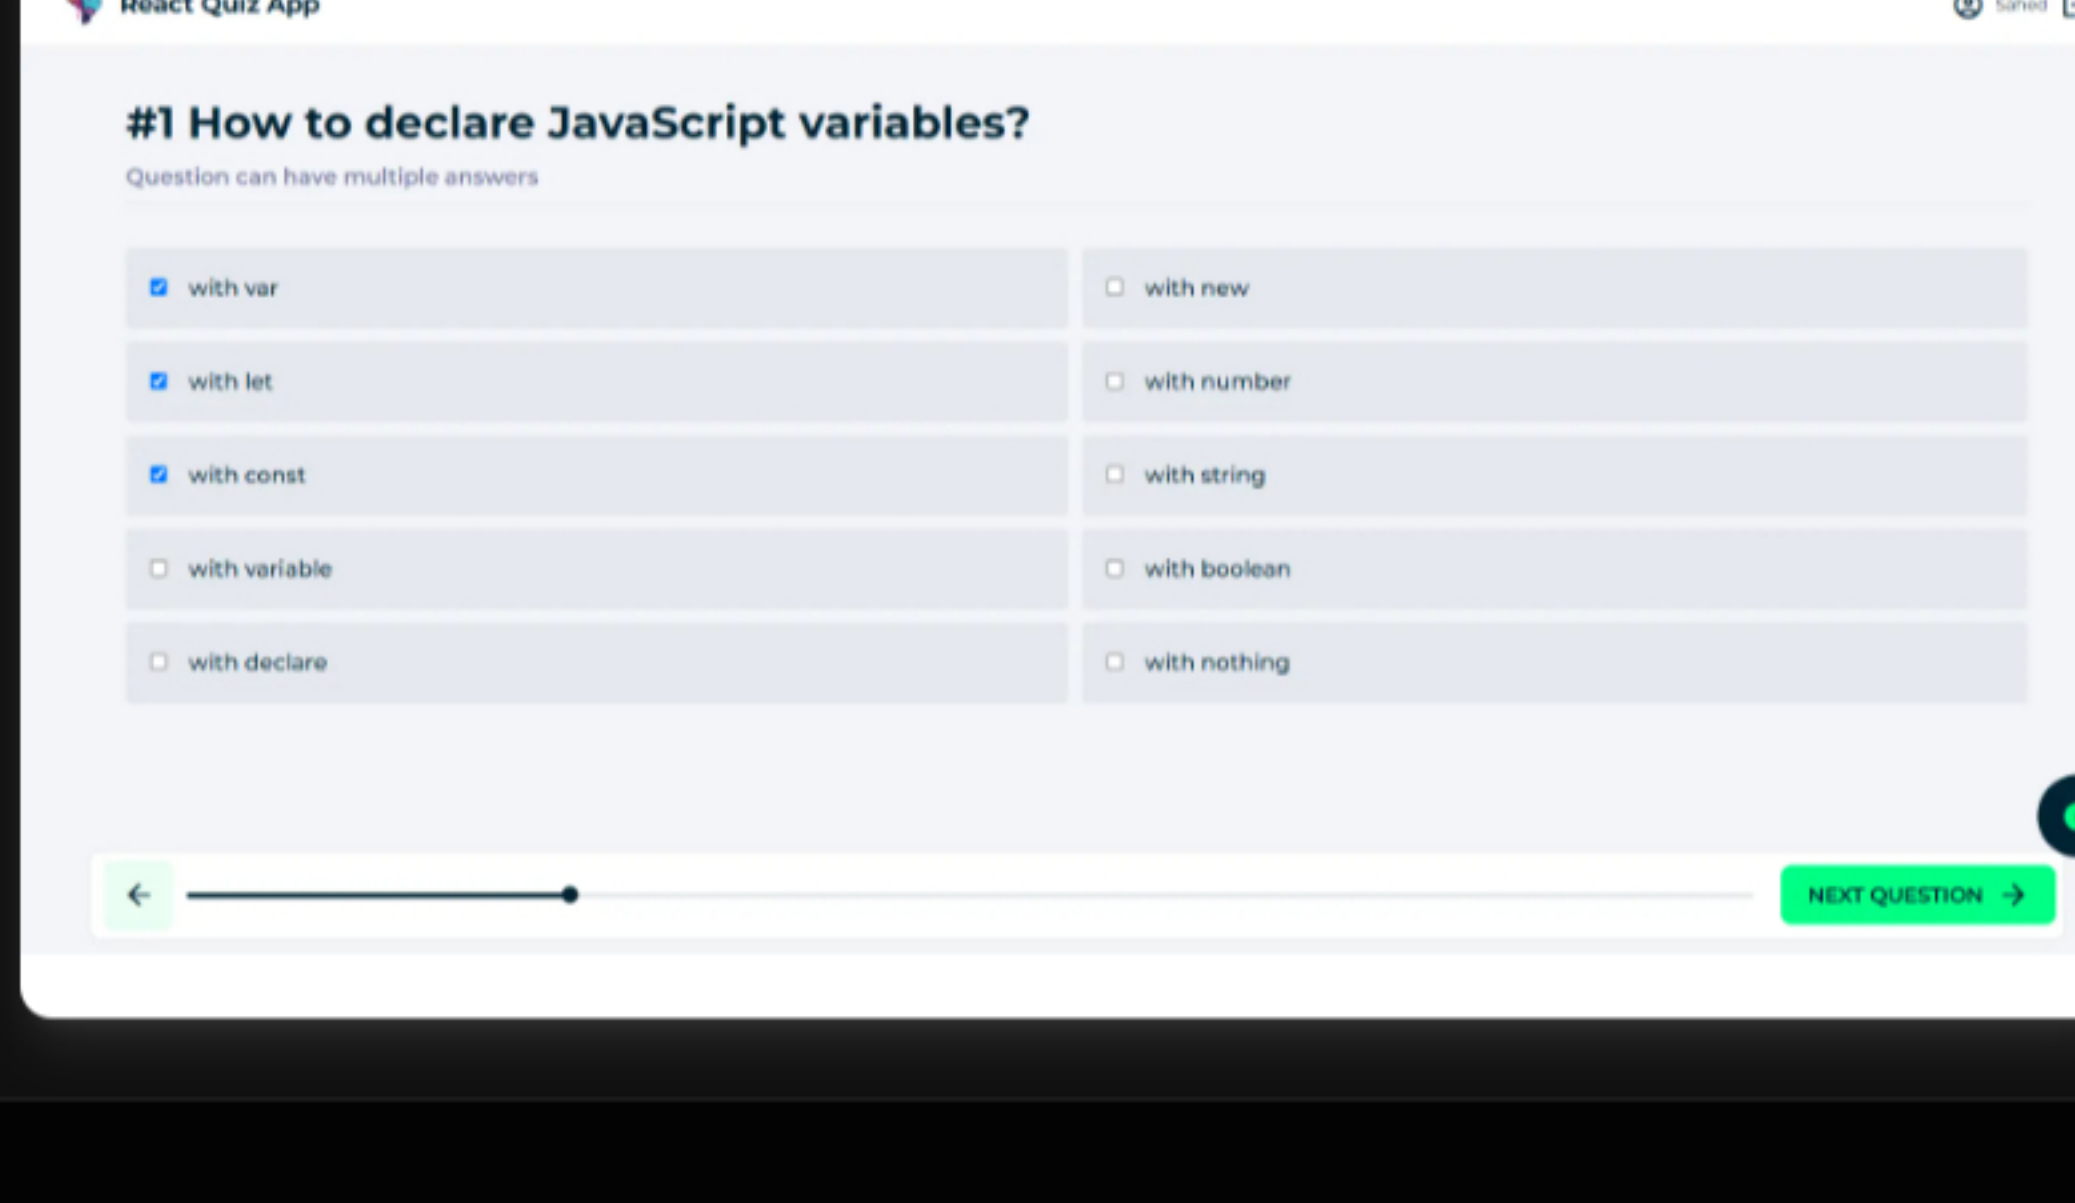 React Quiz App
Sahed
#1 How to declare JavaScript variables?
Question can have multiple answers
with var
with new
with let
with number
with const
with string
with variable
with boolean
with declare
with nothing
NEXT QUESTION